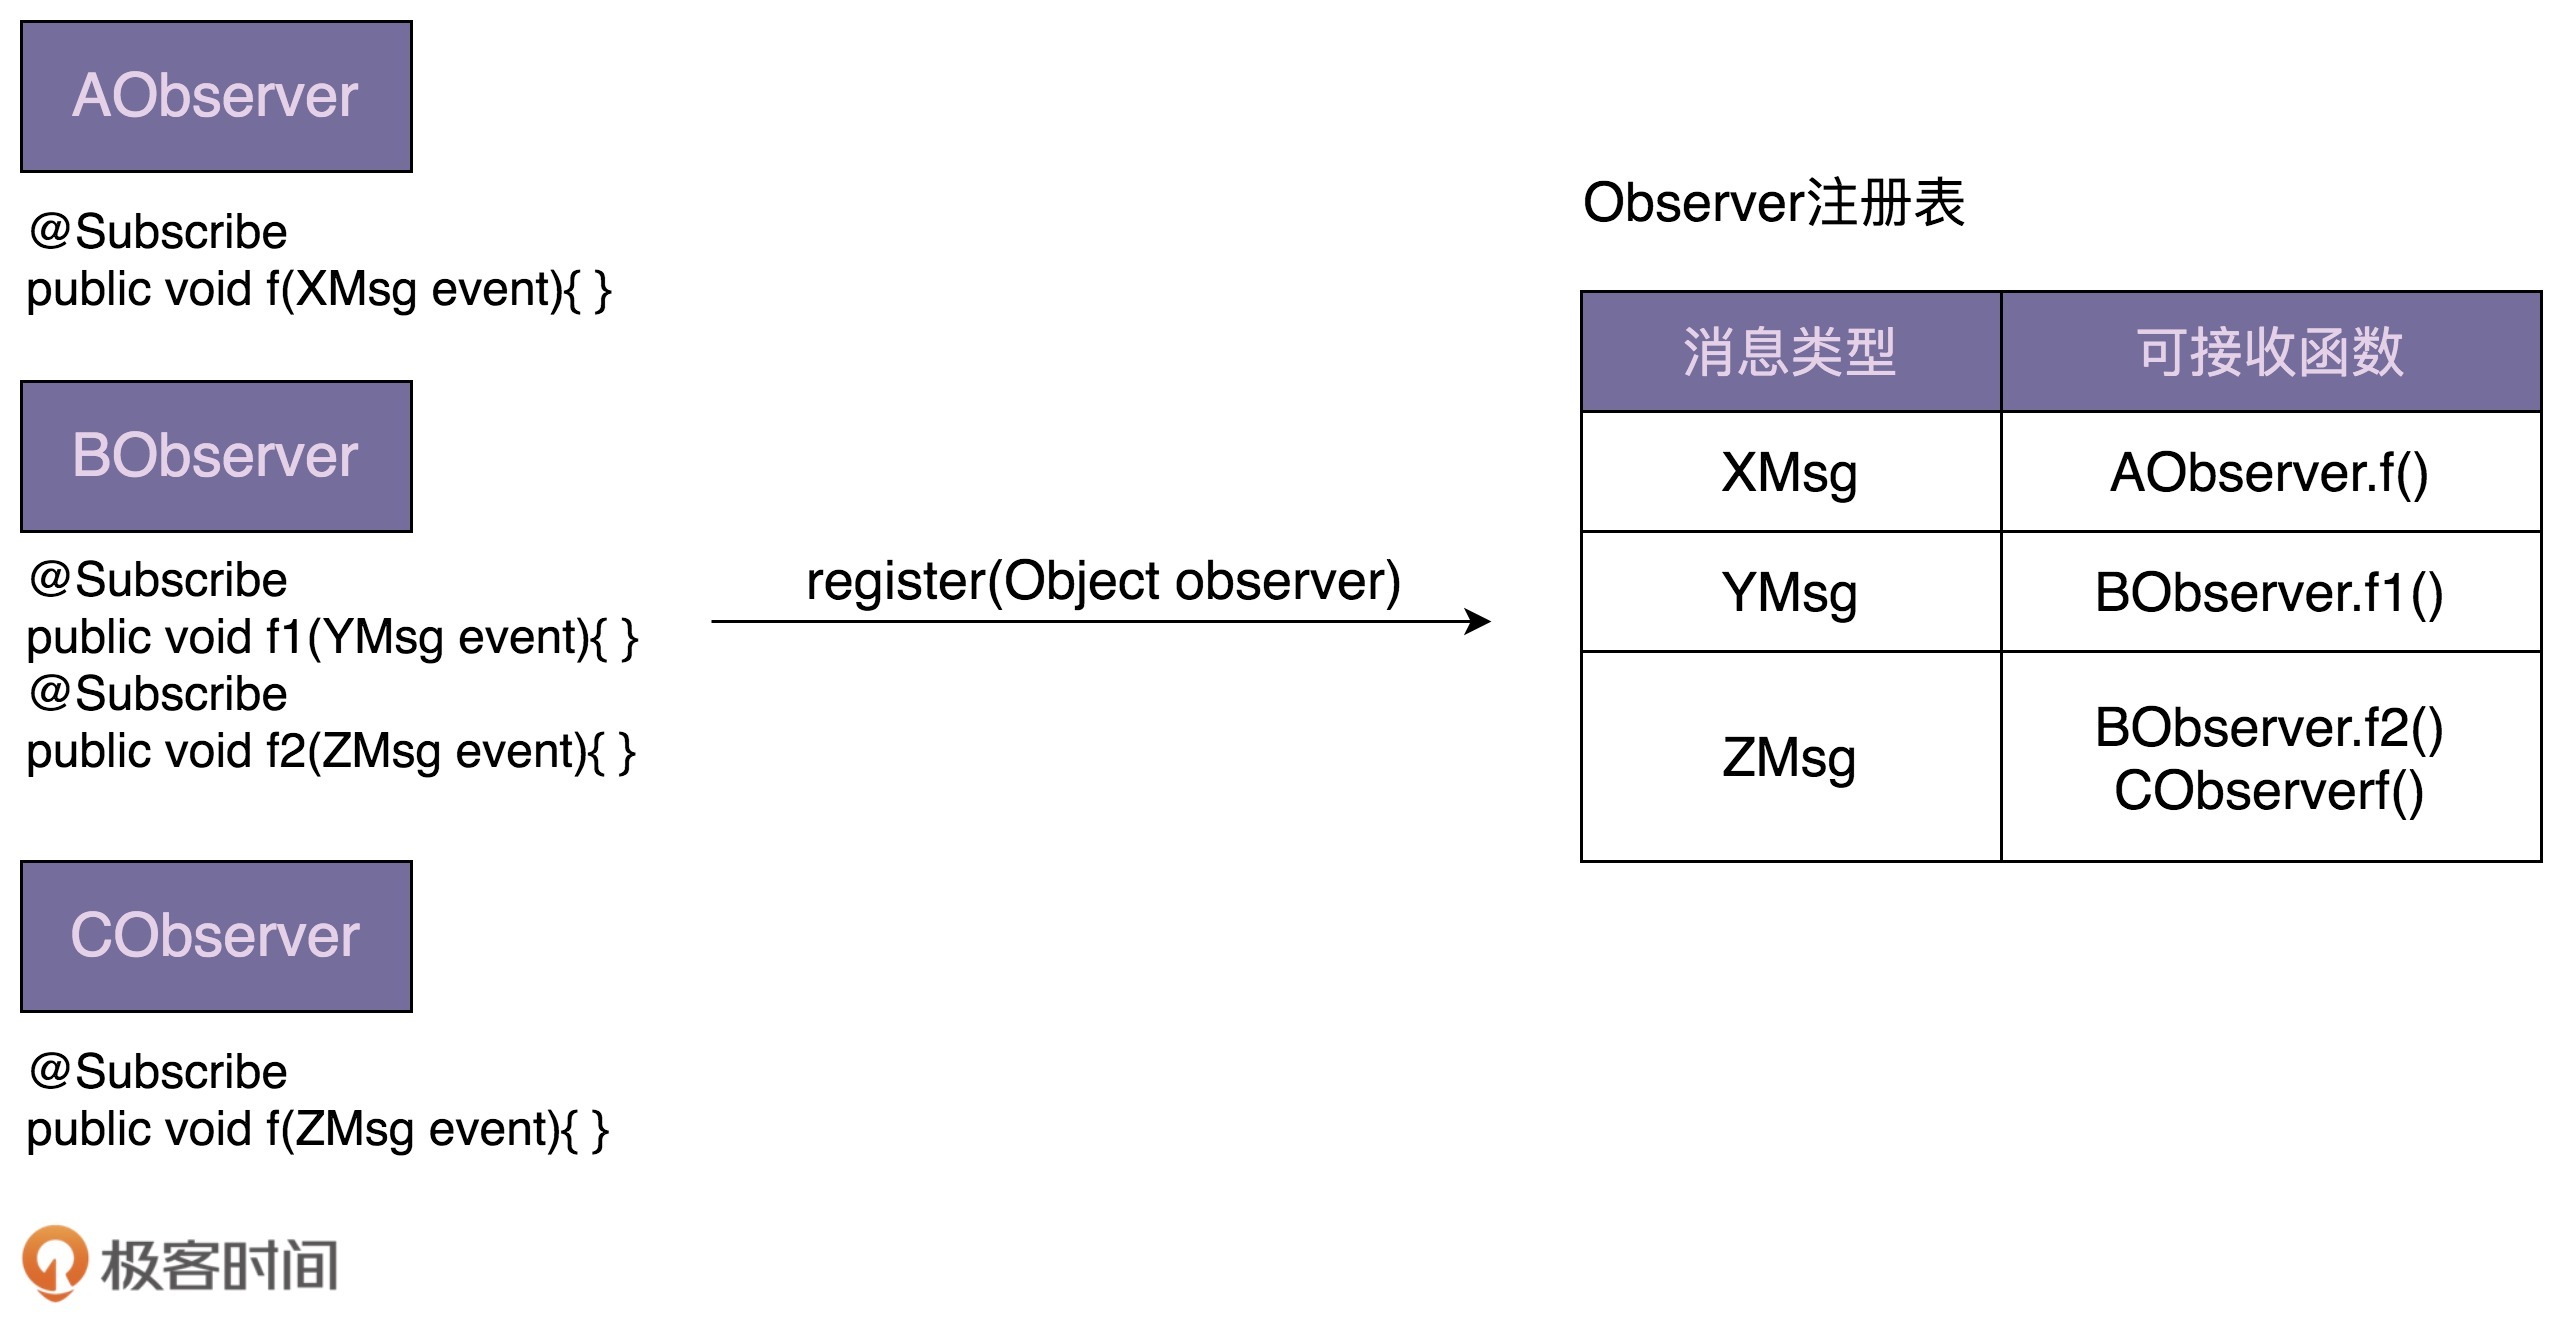 AObserver
@Subscribe
public void f(XMsg event){ }
BObserver
@Subscribe
public void f1(YMsg event){ }
@Subscribe
public void f2(ZMsg event){ }
CObserver
@Subscribe
public void f(ZMsg event){ }
register(Object observer)
Observer注册表
消息类型 可接收函数
XMsg AObserver.f()
YMsg BObserver.f1()
ZMsg BObserver.f2()
CObserverf()
极客时间